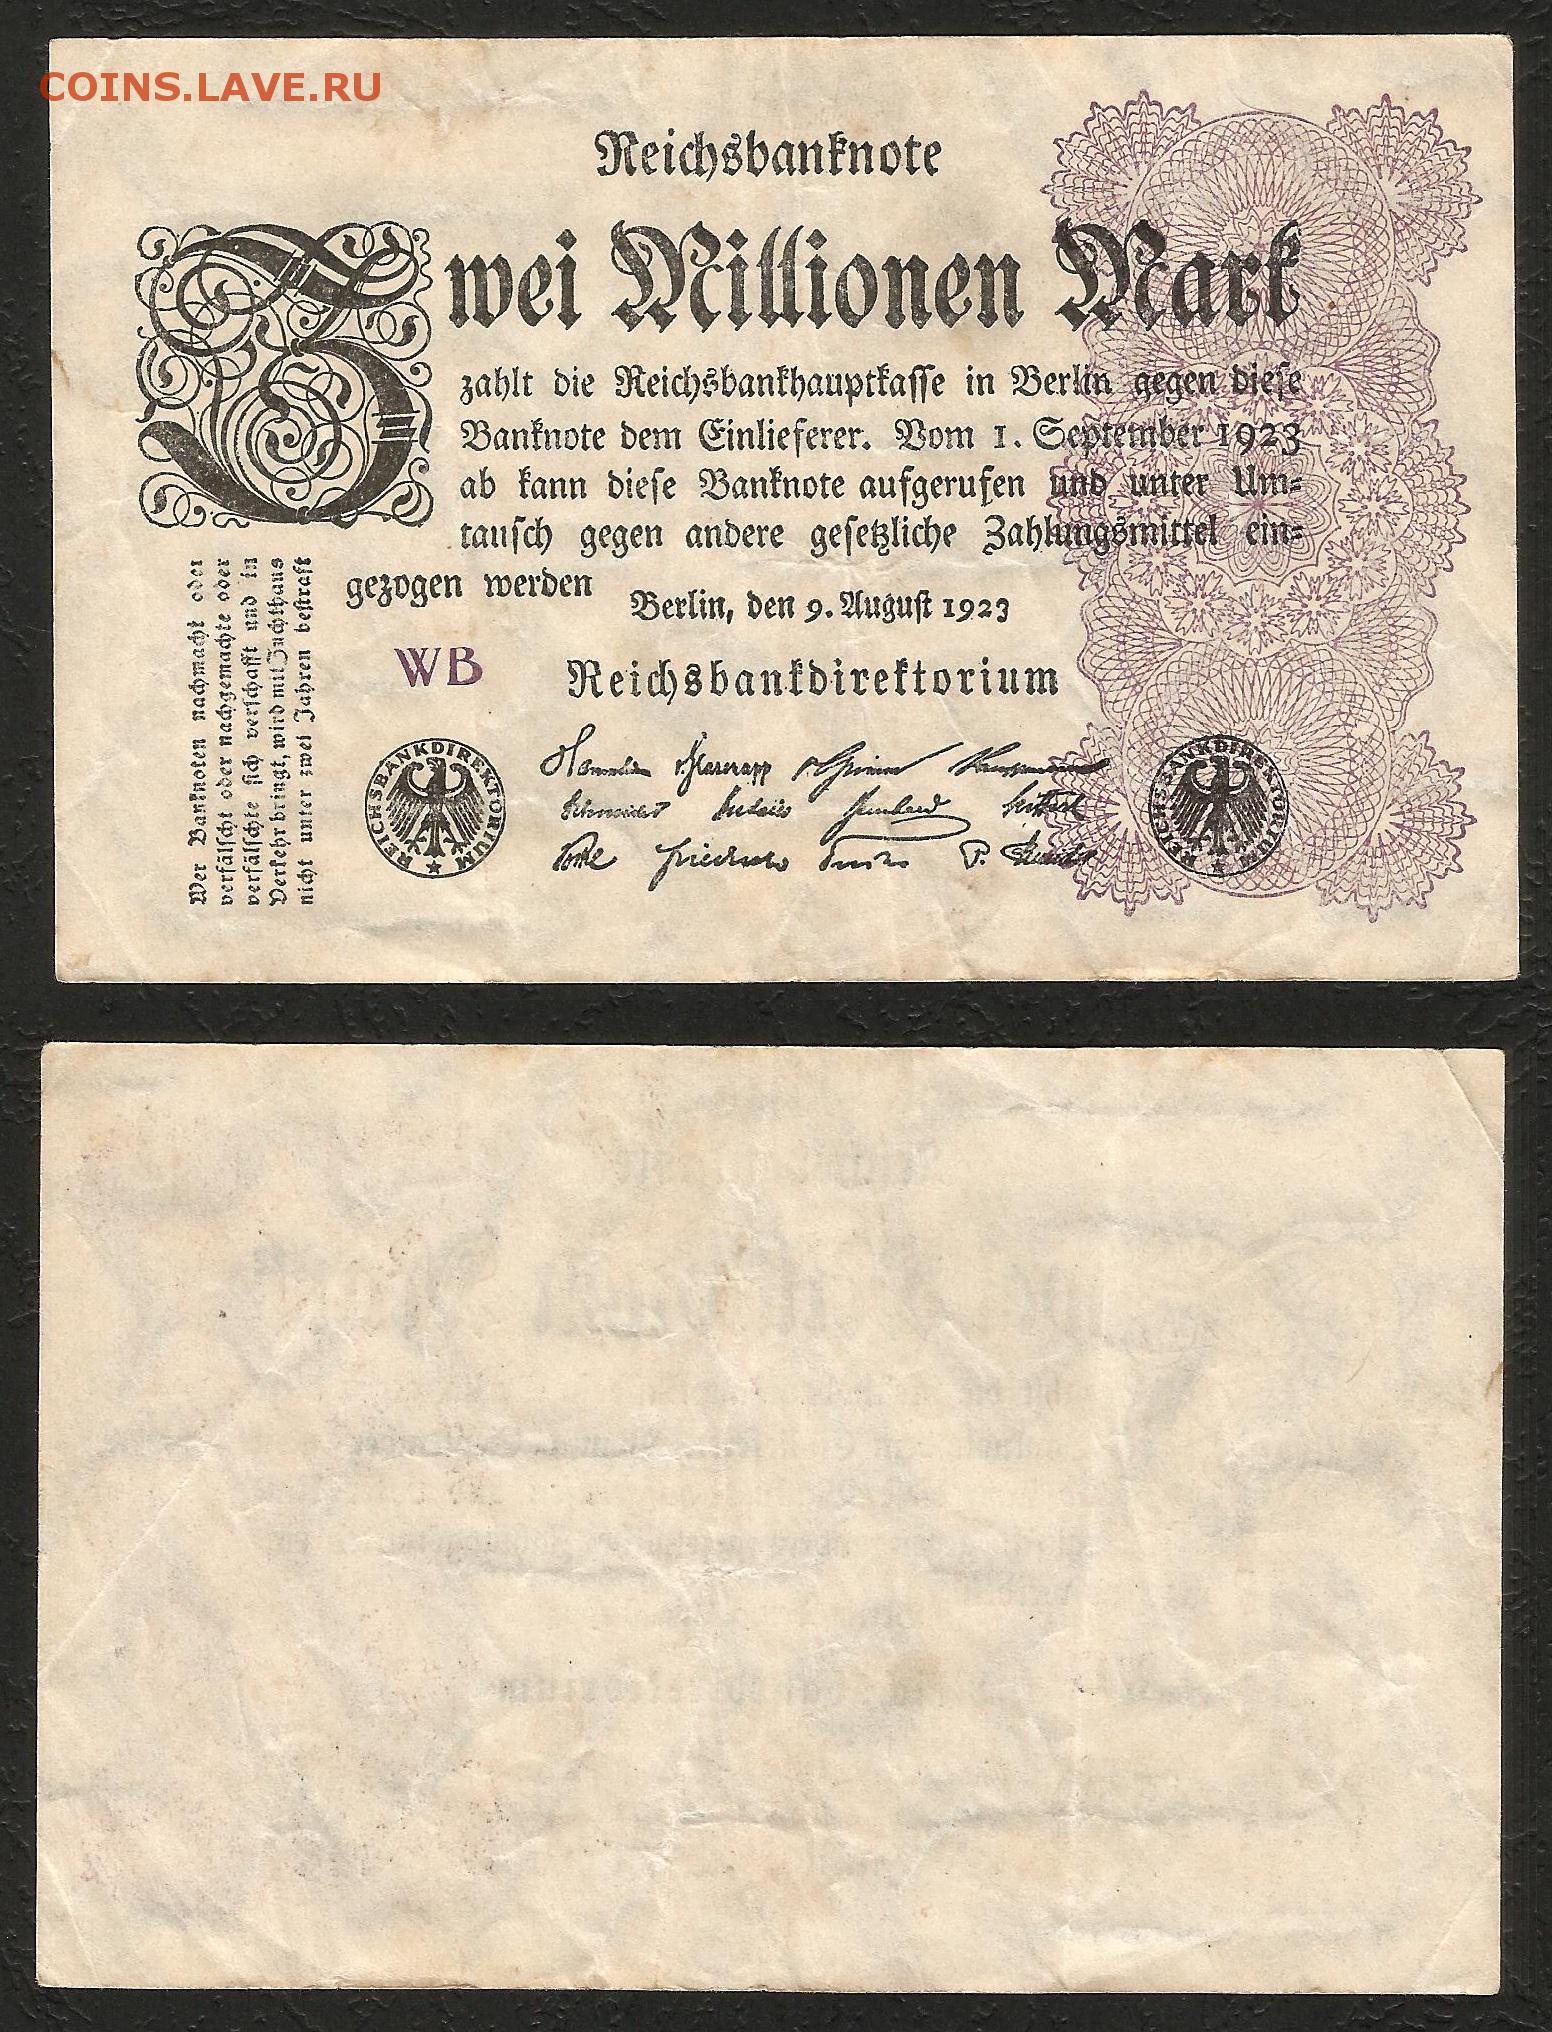 COINS.LAVE.RU
Reichsbanknote
Zwei Millionen Mark
zahlt die Reichsbankhauptkasse in Berlin gegen diese
Banknote dem Einlieferer. Vom 1. September 1923
ab kann diese Banknote aufgerufen und unter Um=
tausch gegen andere gesetzliche Zahlungsmittel ein=
gezogen werden
Berlin, den 9. August 1923
WB
Reichsbankdirektorium
REICHSBANKDIREKTORIUM
REICHSBANKDIREKTORIUM
Wer Banknoten nachmacht oder
verfälscht oder nachgemachte oder
verfälschte sich verschafft und in
Verkehr bringt, wird mit Zuchthaus
nicht unter zwei Jahren bestraft